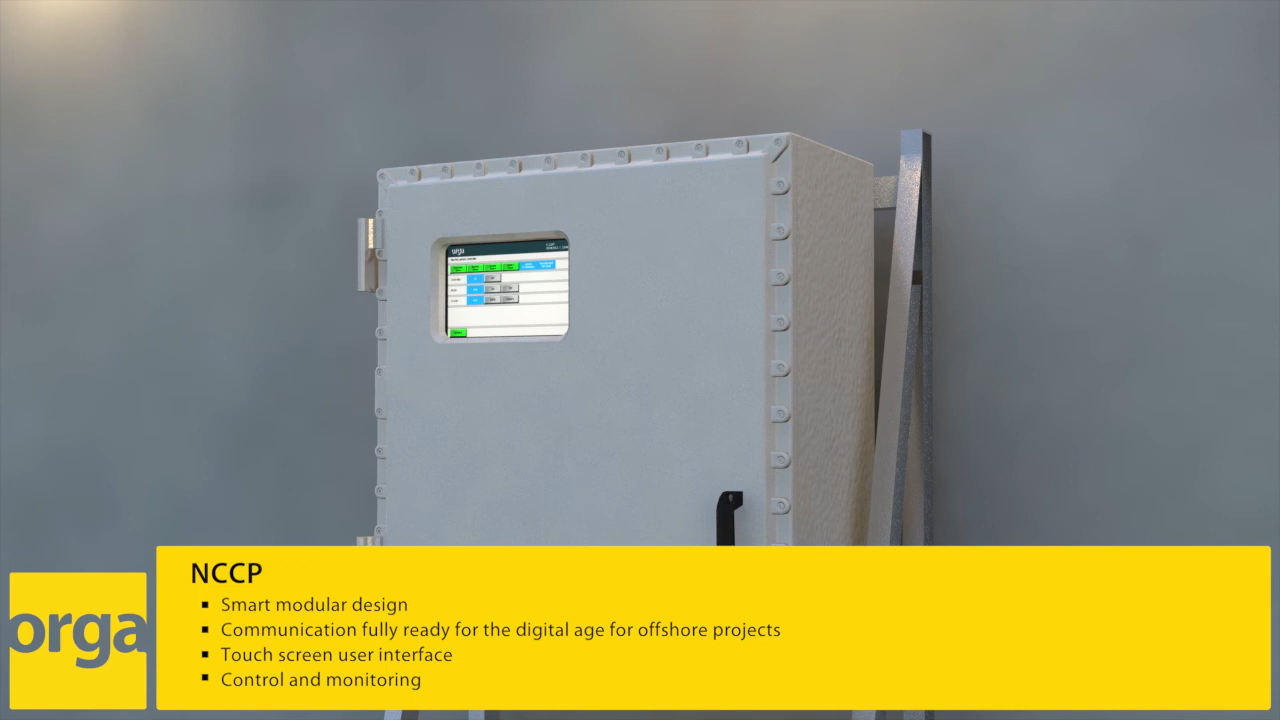 orga
NCCP
Smart modular design
Communication fully ready for the digital age for offshore projects
Touch screen user interface
Control and monitoring
orga